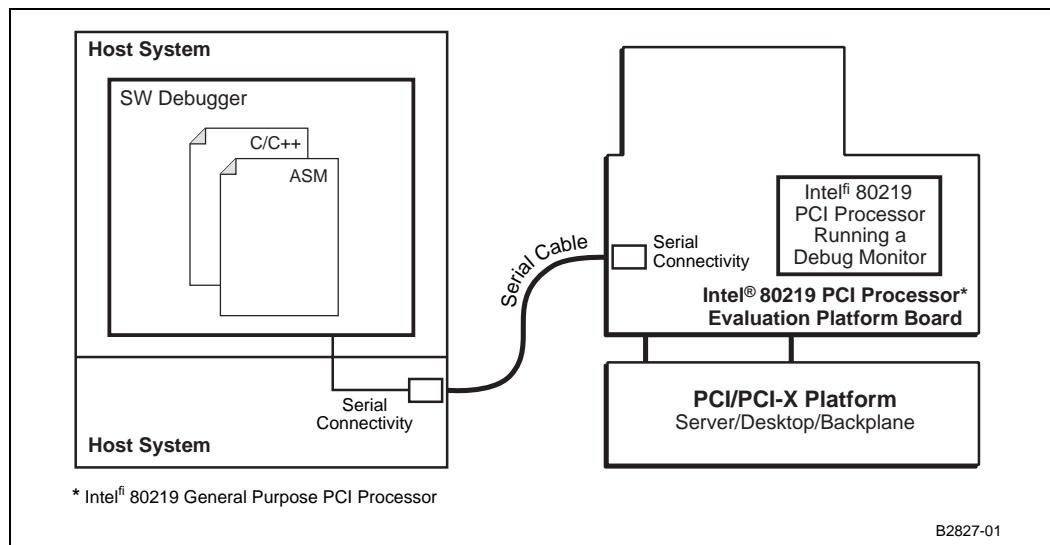 Host System
SW Debugger
C/C++
ASM
Serial
Connectivity
Host System
Serial Cable
Serial
Connectivity
Intelfi 80219
PCI Processor
Running a
Debug Monitor
Intel® 80219 PCI Processor*
Evaluation Platform Board
PCI/PCI-X Platform
Server/Desktop/Backplane
* Intelfi 80219 General Purpose PCI Processor
B2827-01